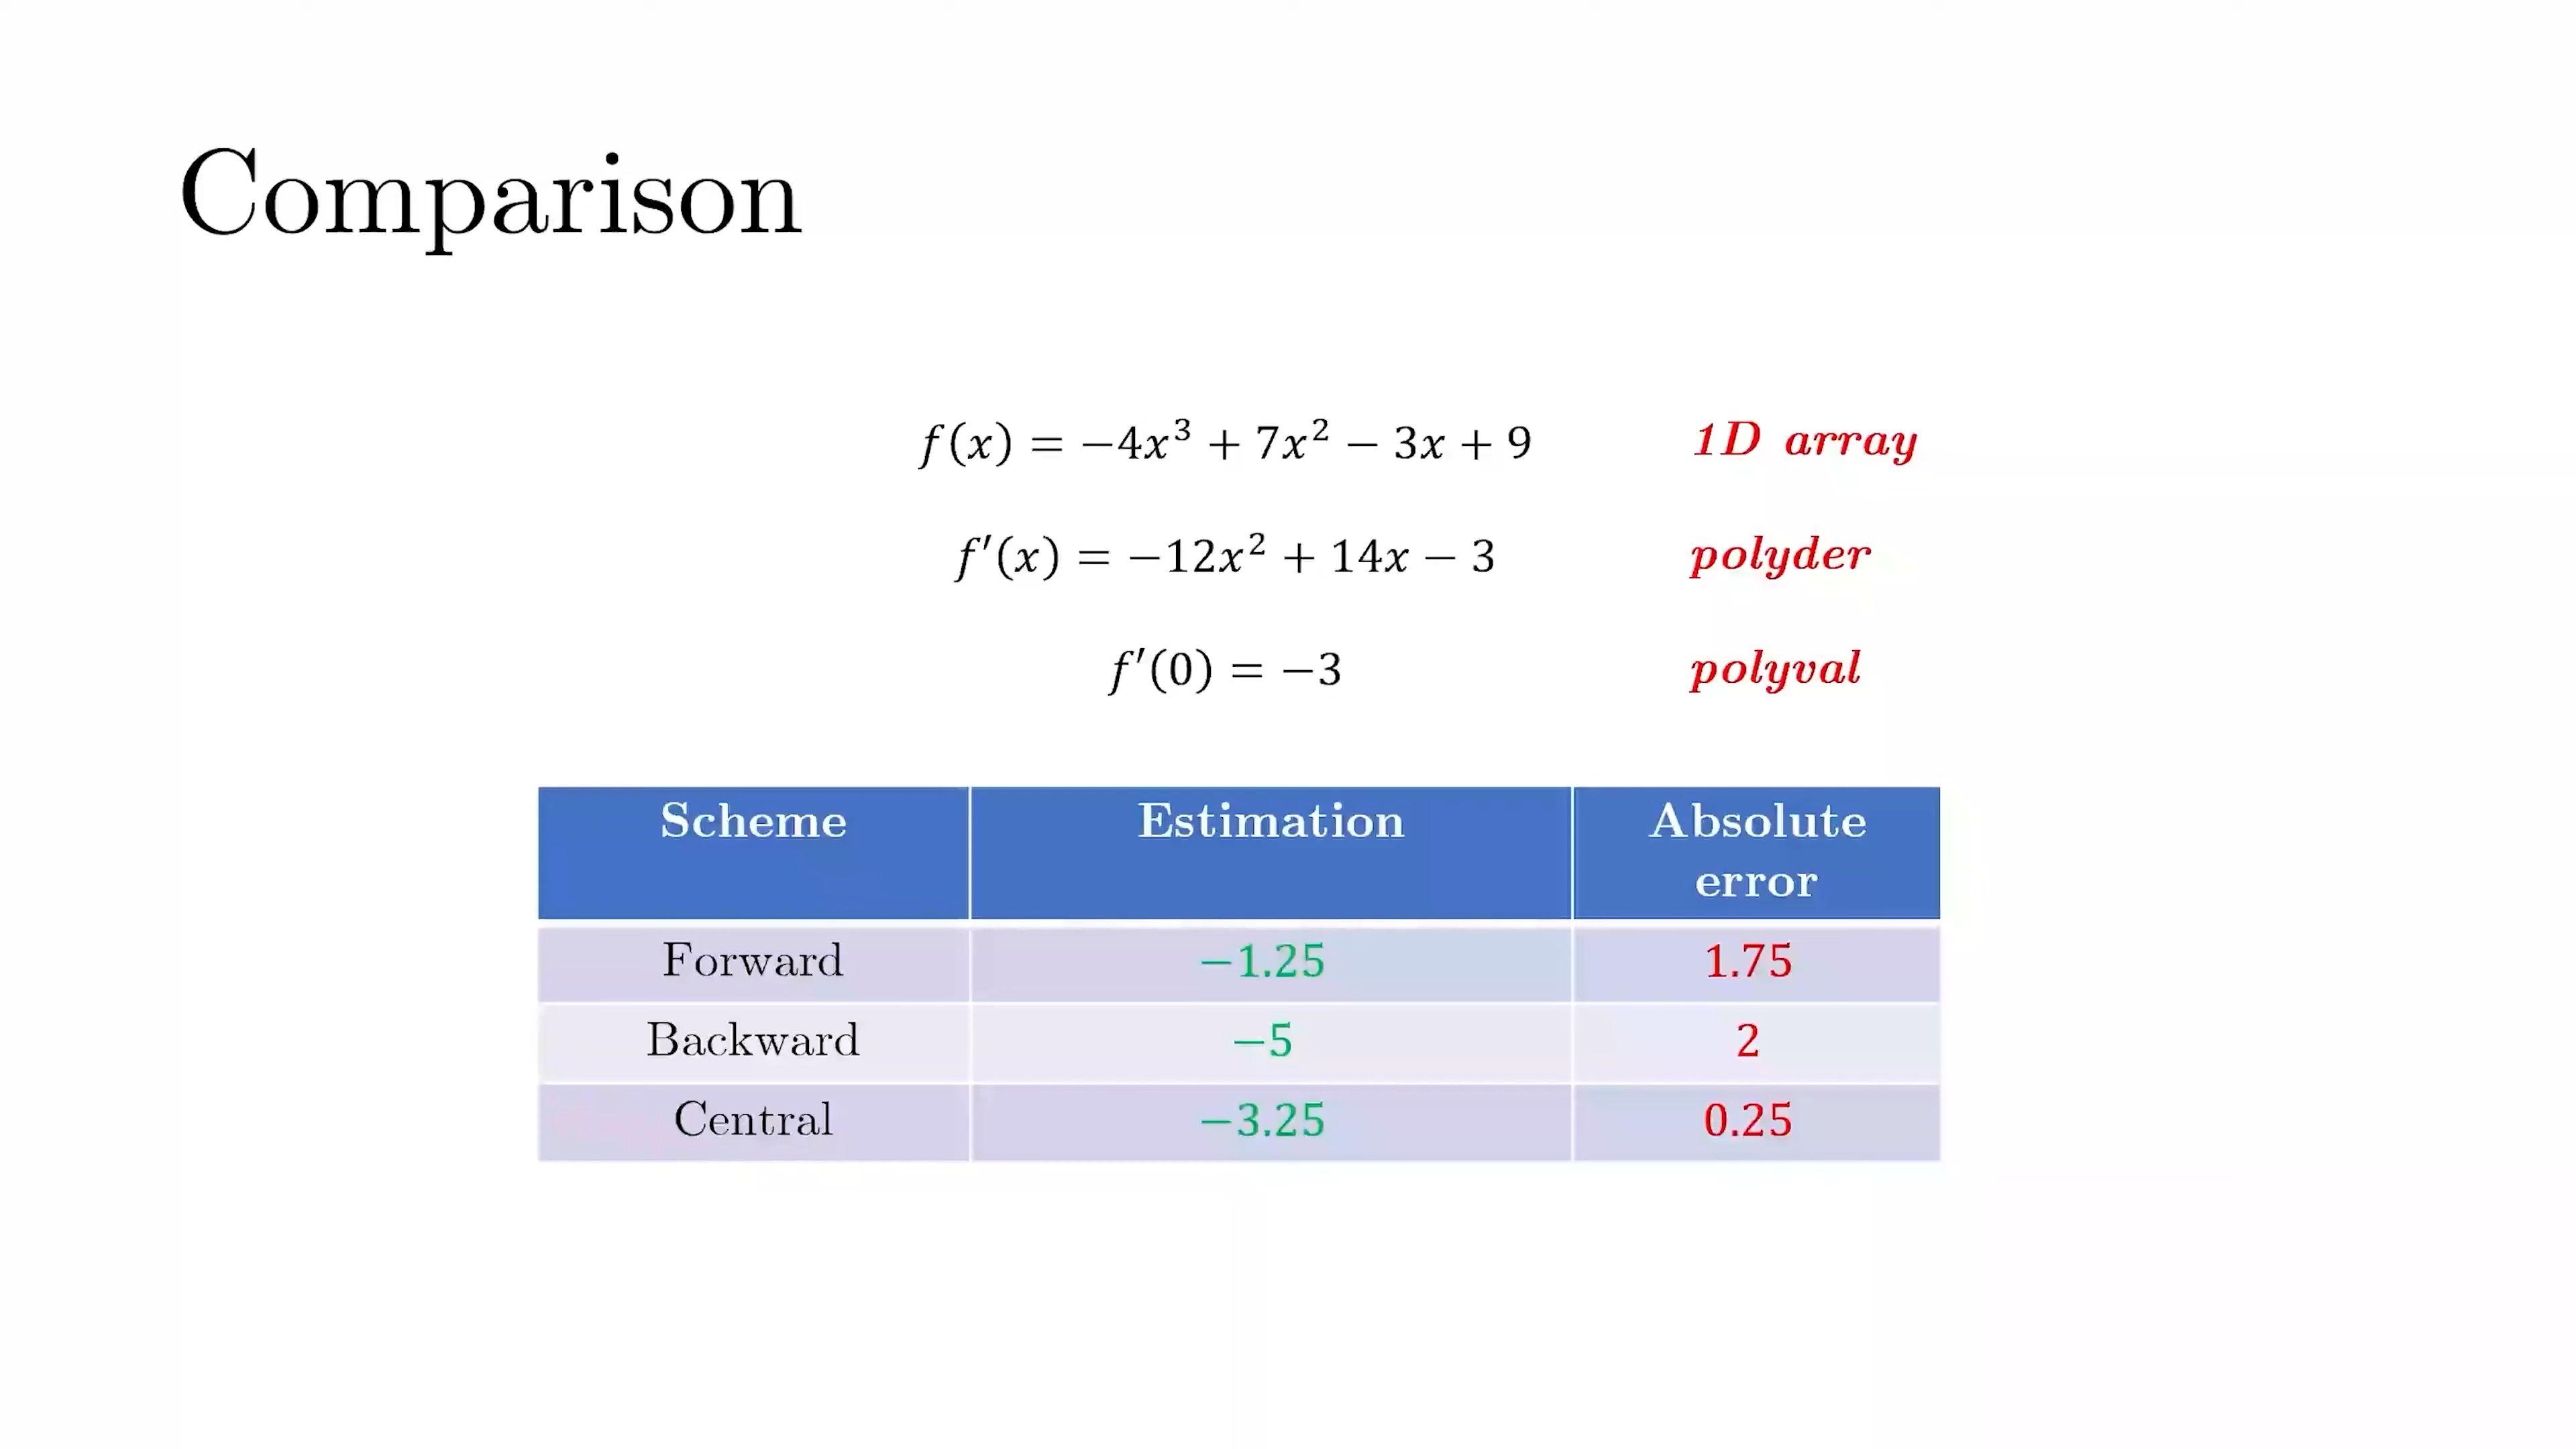 Comparison
f(x) = −4x³ + 7x² − 3x + 9 1D array
f′(x) = −12x² + 14x − 3 polyder
f′(0) = −3 polyval
Scheme Estimation Absolute
error
Forward −1.25 1.75
Backward −5 2
Central −3.25 0.25